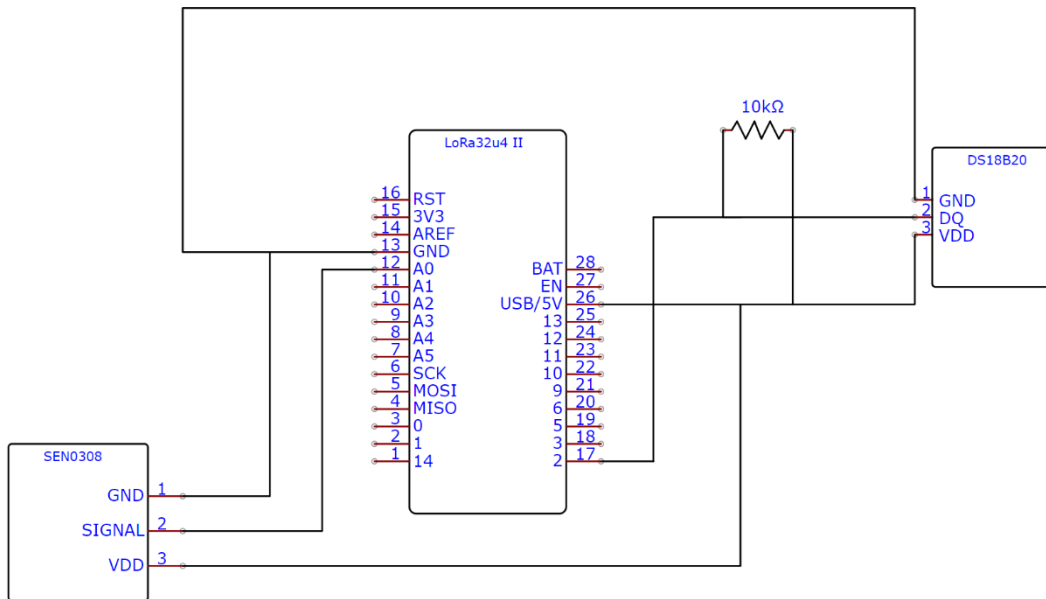 10kΩ
LoRa32u4 II
DS18B20
16 RST
15 3V3
14 AREF
13 GND
12 A0
11 A1
10 A2
9 A3
8 A4
7 A5
6 SCK
5 MOSI
4 MISO
3 0
2 1
1 14
BAT 28
EN 27
USB/5V 26
13 25
12 24
11 23
10 22
9 21
6 20
5 19
3 18
2 17
1 GND
2 DQ
3 VDD
SEN0308
GND 1
SIGNAL 2
VDD 3